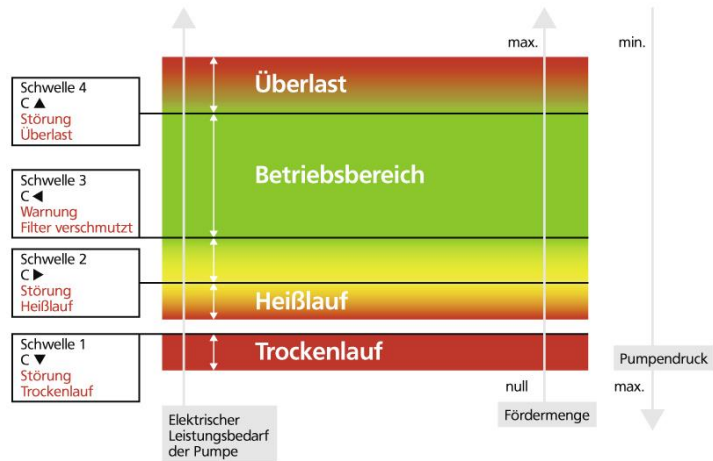 max.
min.
Schwelle 4
C ▲
Störung
Überlast
Überlast
Schwelle 3
C ◀
Warnung
Filter verschmutzt
Betriebsbereich
Schwelle 2
C ▶
Störung
Heißlauf
Heißlauf
Schwelle 1
C ▼
Störung
Trockenlauf
Trockenlauf
Pumpendruck
null
max.
Elektrischer
Leistungsbedarf
der Pumpe
Fördermenge